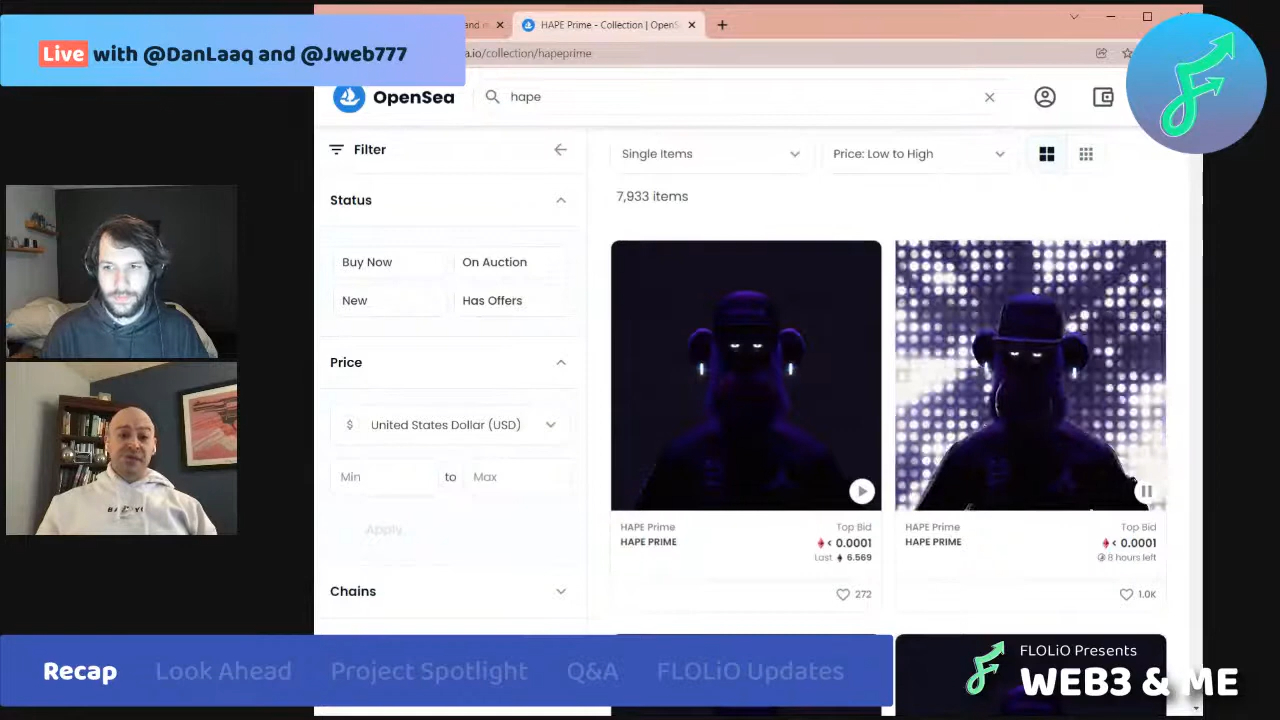 Live with @DanLaaq and @Jweb777
HAPE Prime - Collection | OpenS
.io/collection/hapeprime
OpenSea
hape
Filter
Single Items
Price: Low to High
7,933 items
Status
Buy Now
On Auction
New
Has Offers
Price
$ United States Dollar (USD)
Min
to
Max
Apply
Chains
HAPE Prime
Top Bid
HAPE PRIME
< 0.0001
Last 6.569
272
HAPE Prime
Top Bid
HAPE PRIME
< 0.0001
8 hours left
1.0K
Recap
Look Ahead
Project Spotlight
Q&A
FLOLiO Updates
FLOLiO Presents
WEB3 & ME